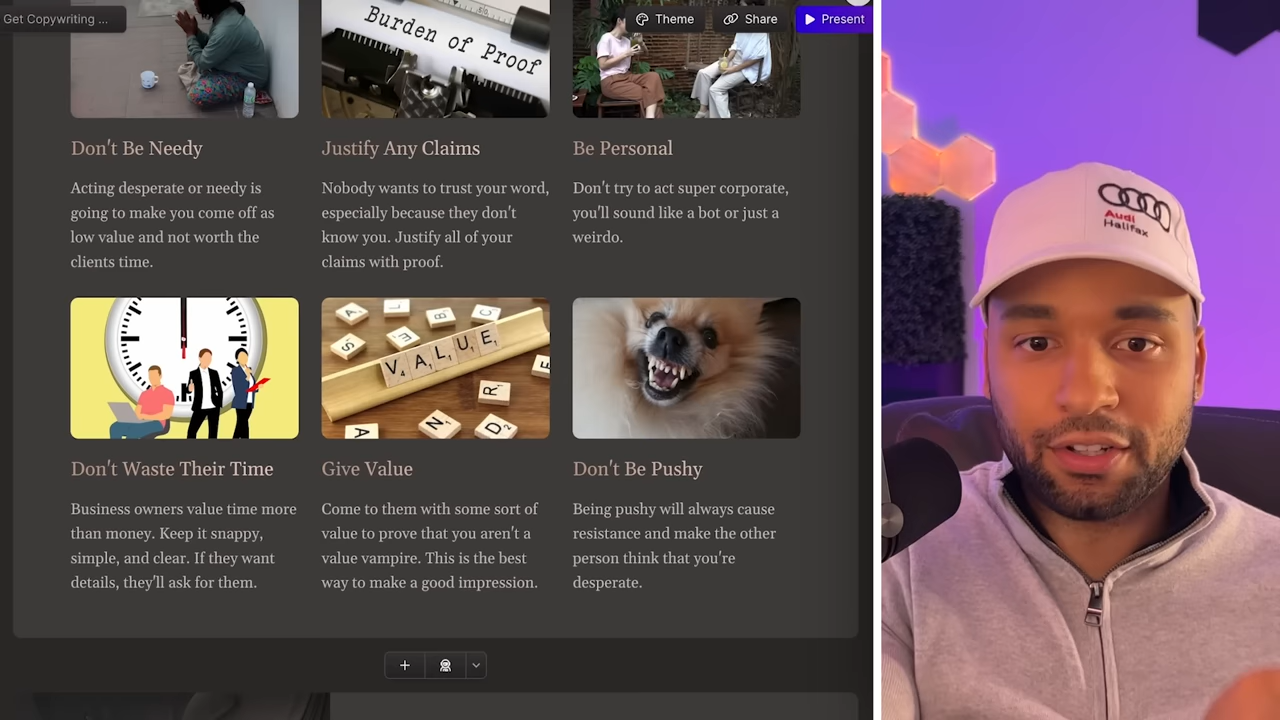 Get Copywriting ...
Theme
Share
Present
Burden of Proof
Don't Be Needy
Acting desperate or needy is
going to make you come off as
low value and not worth the
clients time.
Justify Any Claims
Nobody wants to trust your word,
especially because they don't
know you. Justify all of your
claims with proof.
Be Personal
Don't try to act super corporate,
you'll sound like a bot or just a
weirdo.
VALUE
Don't Waste Their Time
Business owners value time more
than money. Keep it snappy,
simple, and clear. If they want
details, they'll ask for them.
Give Value
Come to them with some sort of
value to prove that you aren't a
value vampire. This is the best
way to make a good impression.
Don't Be Pushy
Being pushy will always cause
resistance and make the other
person think that you're
desperate.
Audi
Halifax